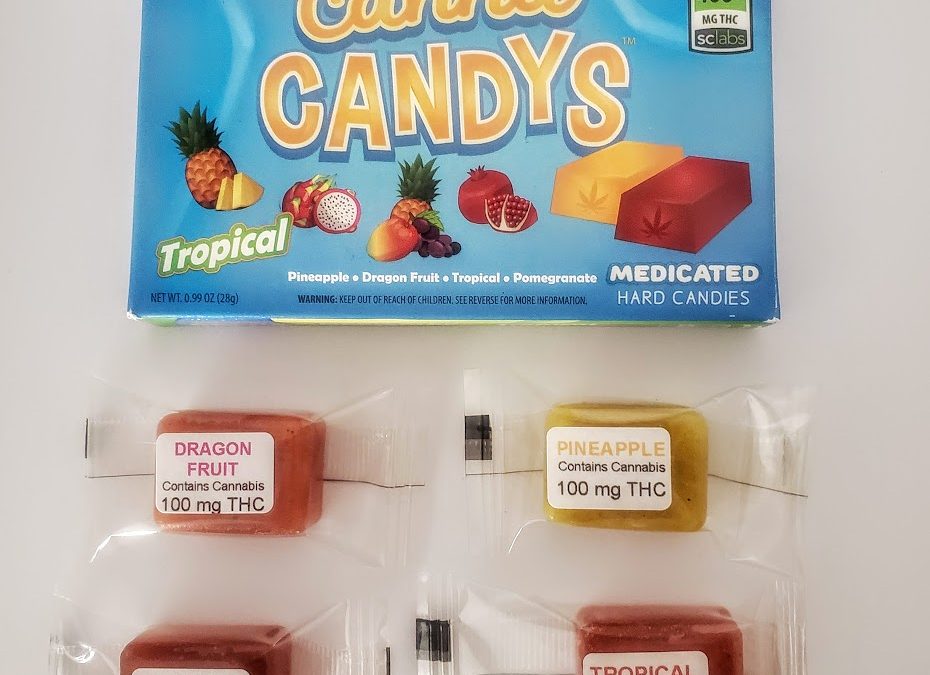 Canna
CANDYS™
MG THC
sclabs
Tropical
Pineapple • Dragon Fruit • Tropical • Pomegranate
MEDICATED
HARD CANDIES
NET WT. 0.99 OZ (28g)
WARNING: KEEP OUT OF REACH OF CHILDREN. SEE REVERSE FOR MORE INFORMATION.
DRAGON
FRUIT
Contains Cannabis
100 mg THC
PINEAPPLE
Contains Cannabis
100 mg THC
TROPICAL